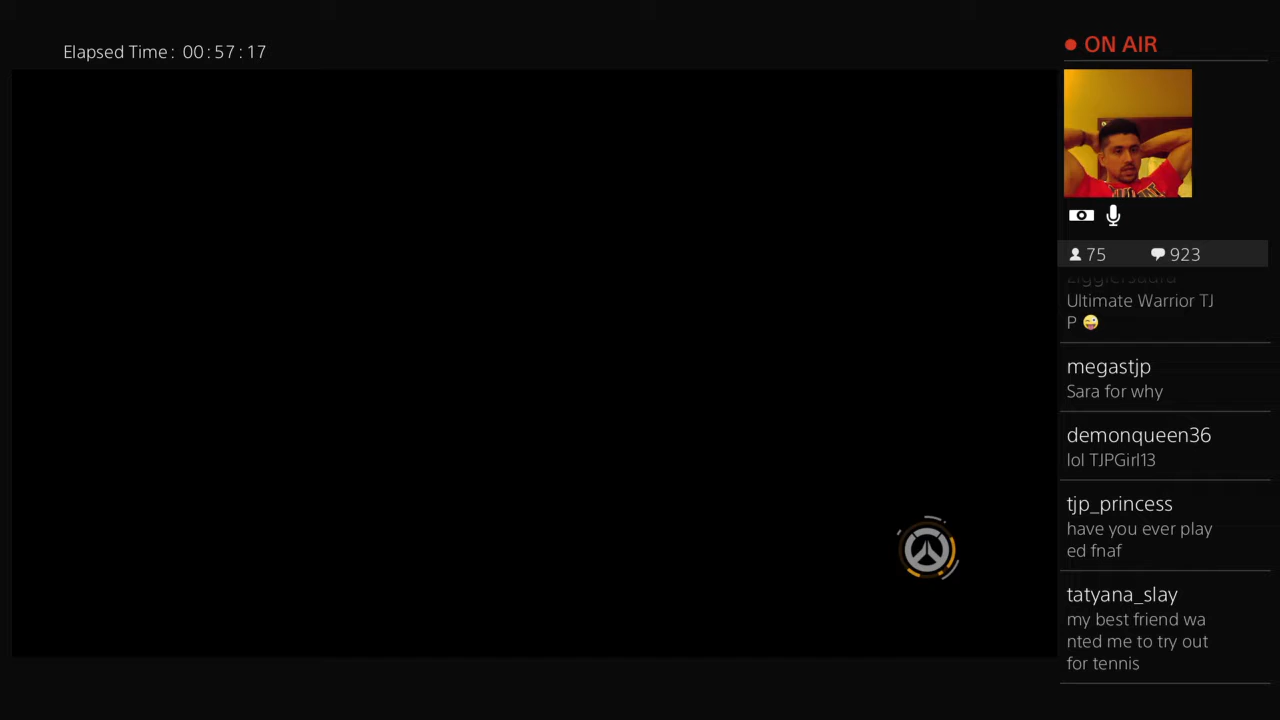 Elapsed Time: 00:57:17
ON AIR
75 923
Ultimate Warrior TJ
P 😜
megastjp
Sara for why
demonqueen36
lol TJPGirl13
tjp_princess
have you ever play
ed fnaf
tatyana_slay
my best friend wa
nted me to try out
for tennis